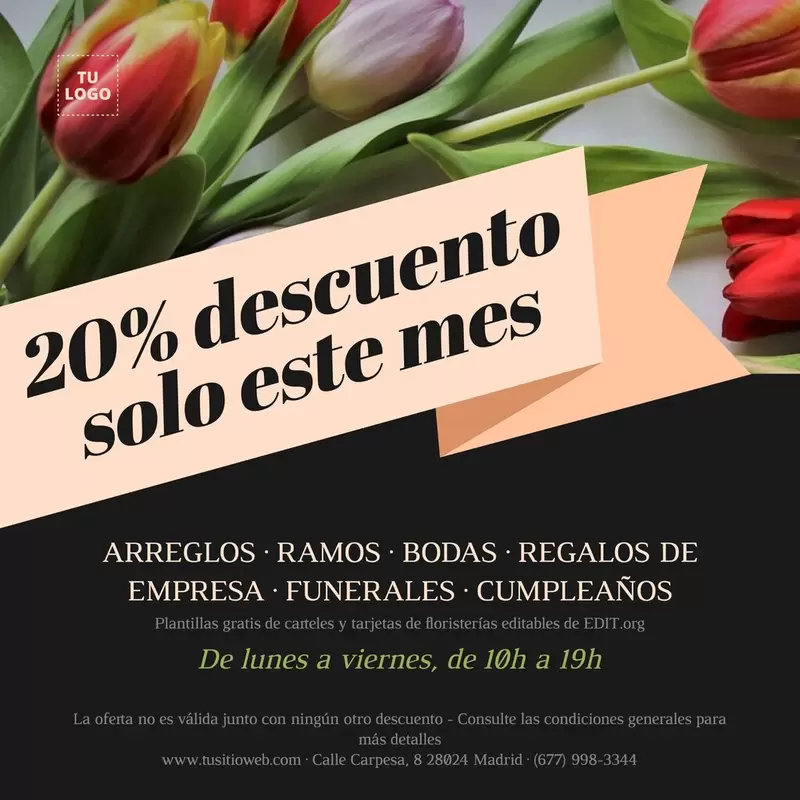 TU
LOGO
20% descuento
solo este mes
ARREGLOS · RAMOS · BODAS · REGALOS DE
EMPRESA · FUNERALES · CUMPLEAÑOS
Plantillas gratis de carteles y tarjetas de floristerías editables de EDIT.org
De lunes a viernes, de 10h a 19h
La oferta no es válida junto con ningún otro descuento - Consulte las condiciones generales para
más detalles
www.tusitioweb.com · Calle Carpesa, 8 28024 Madrid · (677) 998-3344